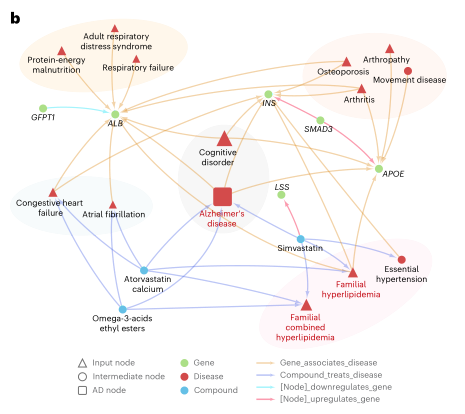 b
Adult respiratory
distress syndrome
Protein-energy
malnutrition
Respiratory failure
Arthropathy
Osteoporosis
Movement disease
Arthritis
GFPT1
ALB
INS
SMAD3
Cognitive
disorder
APOE
LSS
Congestive heart
failure
Atrial fibrillation
Alzheimer's
disease
Simvastatin
Atorvastatin
calcium
Essential
hypertension
Familial
hyperlipidemia
Omega-3-acids
ethyl esters
Familial
combined
hyperlipidemia
Input node
Intermediate node
AD node
Gene
Disease
Compound
Gene_associates_disease
Compound_treats_disease
[Node]_downregulates_gene
[Node]_upregulates_gene